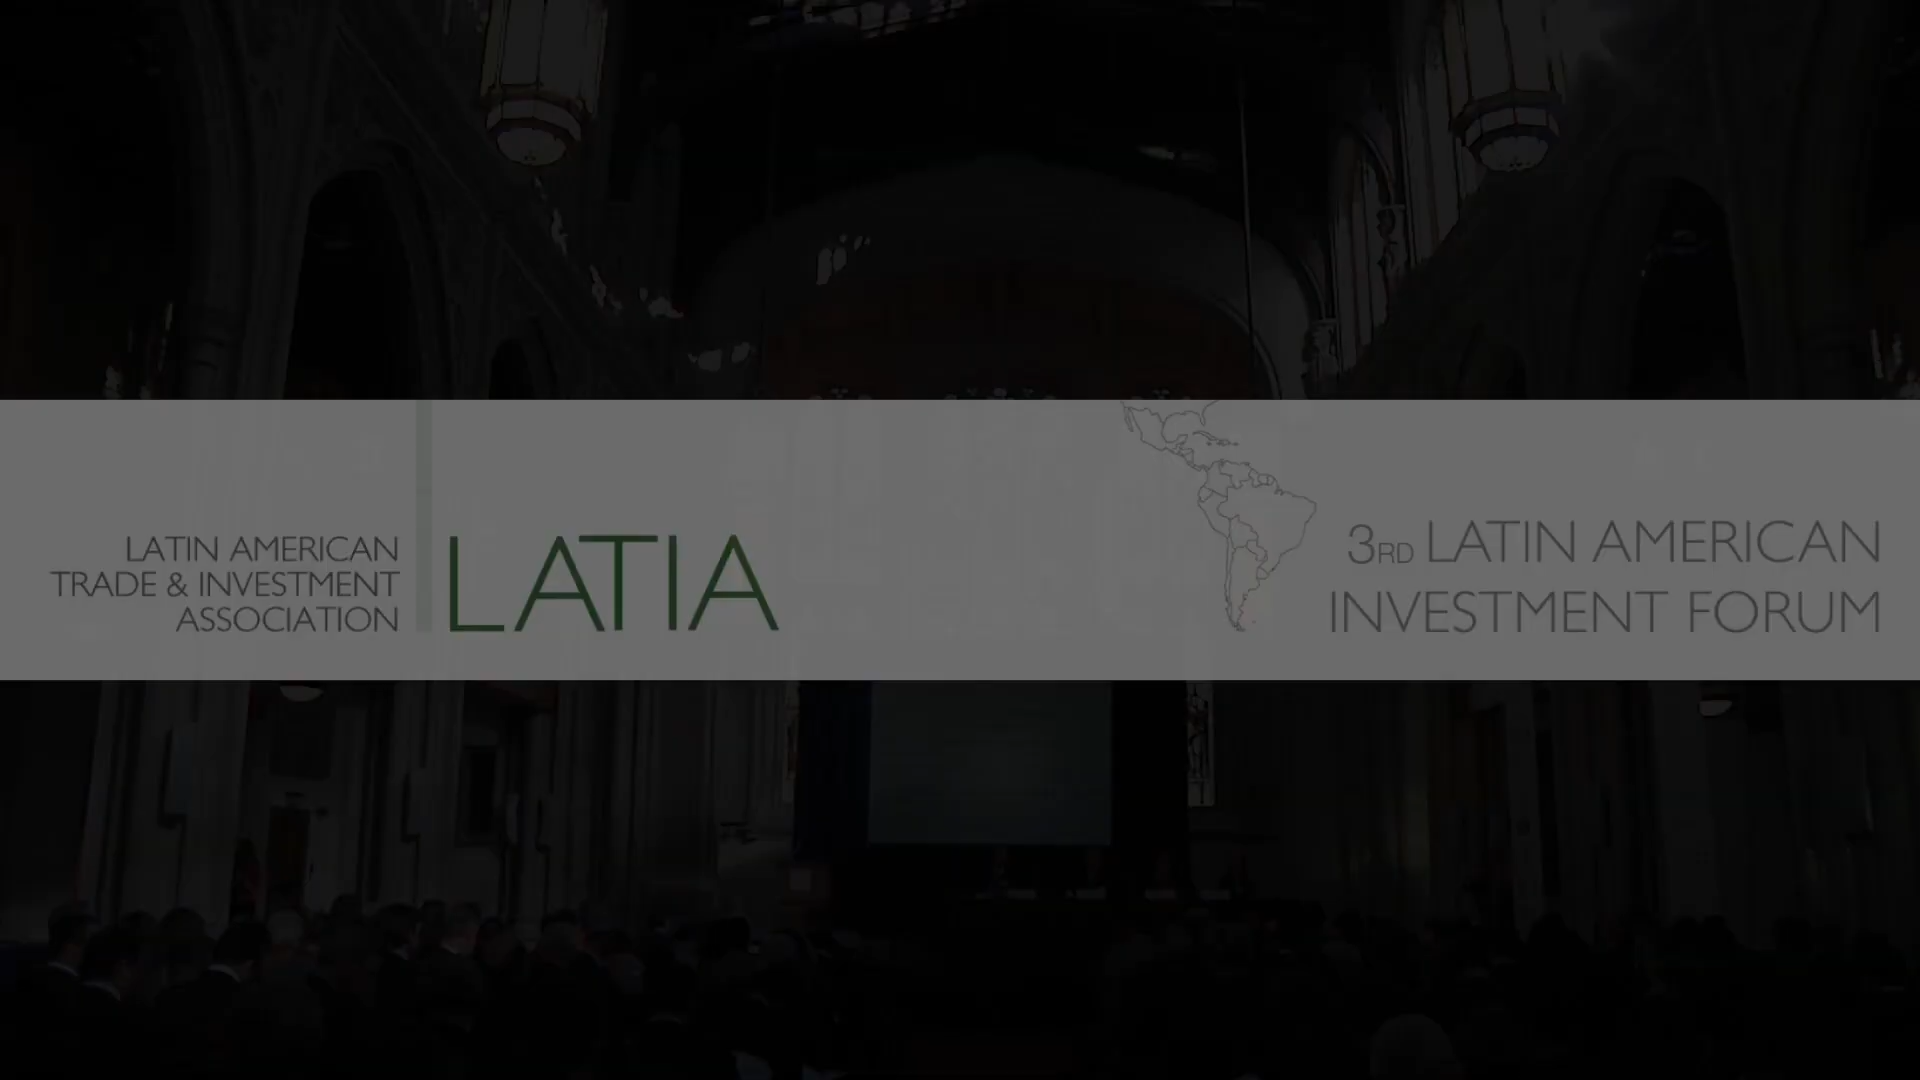 LATIN AMERICAN
TRADE & INVESTMENT
ASSOCIATION
LATIA
3RD LATIN AMERICAN
INVESTMENT FORUM